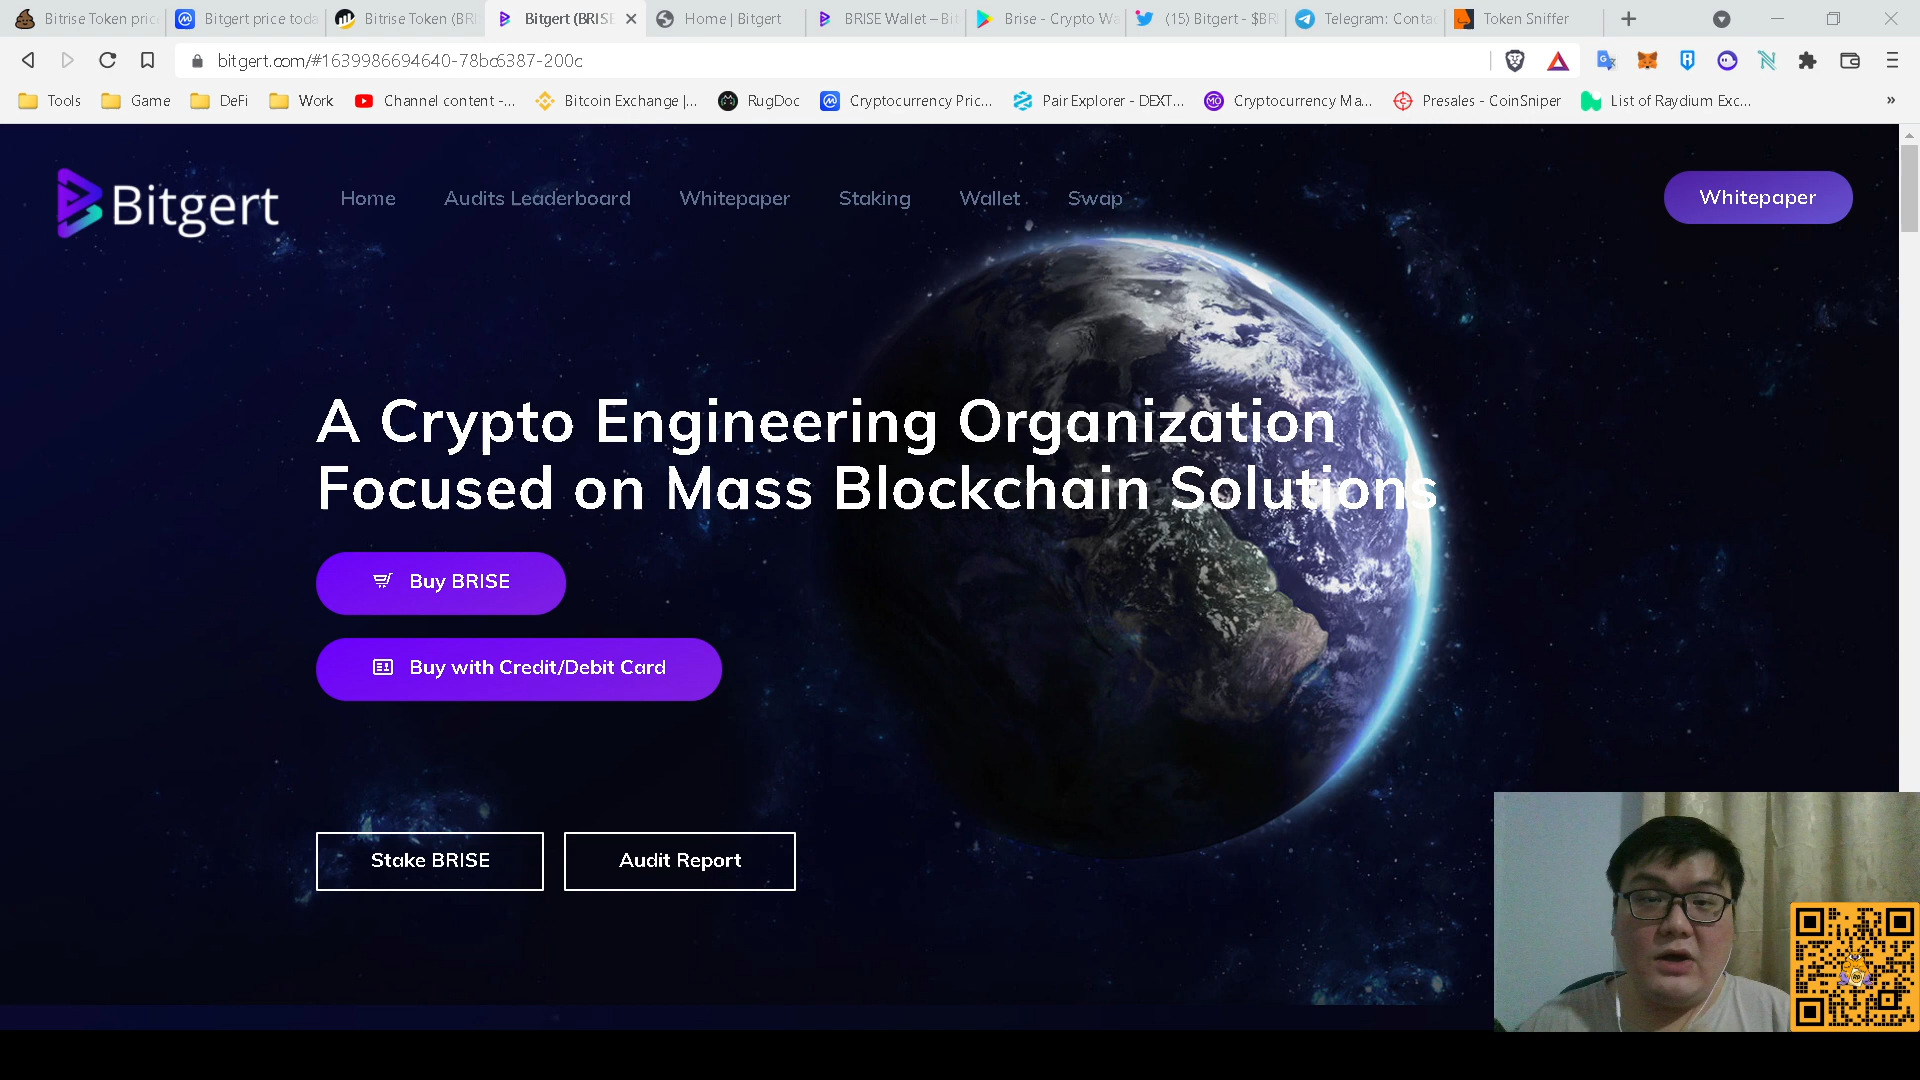 Bitrise Token pric
Bitgert price toda
Bitrise Token (BRI
Bitgert (BRISE
Home | Bitgert
BRISE Wallet – Bit
Brise - Crypto Wa
(15) Bitgert - $BRI
Telegram: Contac
Token Sniffer
bitgert.com/#1639986694640-78bc6387-200c
Tools
Game
DeFi
Work
Channel content -...
Bitcoin Exchange |...
RugDoc
Cryptocurrency Pric...
Pair Explorer - DEXT...
Cryptocurrency Ma...
Presales - CoinSniper
List of Raydium Exc...
»
Bitgert
Home
Audits Leaderboard
Whitepaper
Staking
Wallet
Swap
Whitepaper
A Crypto Engineering Organization
Focused on Mass Blockchain Solutions
Buy BRISE
Buy with Credit/Debit Card
Stake BRISE
Audit Report